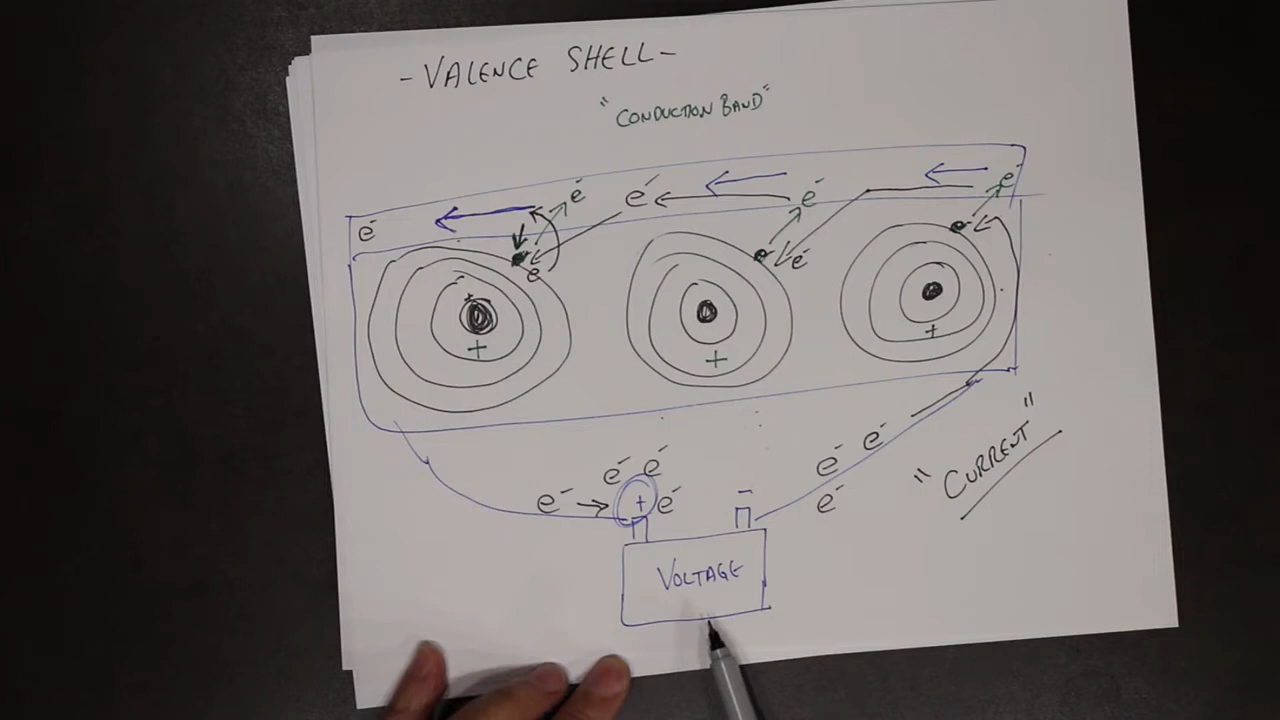 - VALENCE SHELL -
"CONDUCTION BAND"
e⁻ e⁻ e⁻ e⁻ e⁻
e⁻ e⁻
+ + +
+
e⁻ e⁻ e⁻ e⁻
e⁻ → + e⁻ - e⁻
"CURRENT"
VOLTAGE